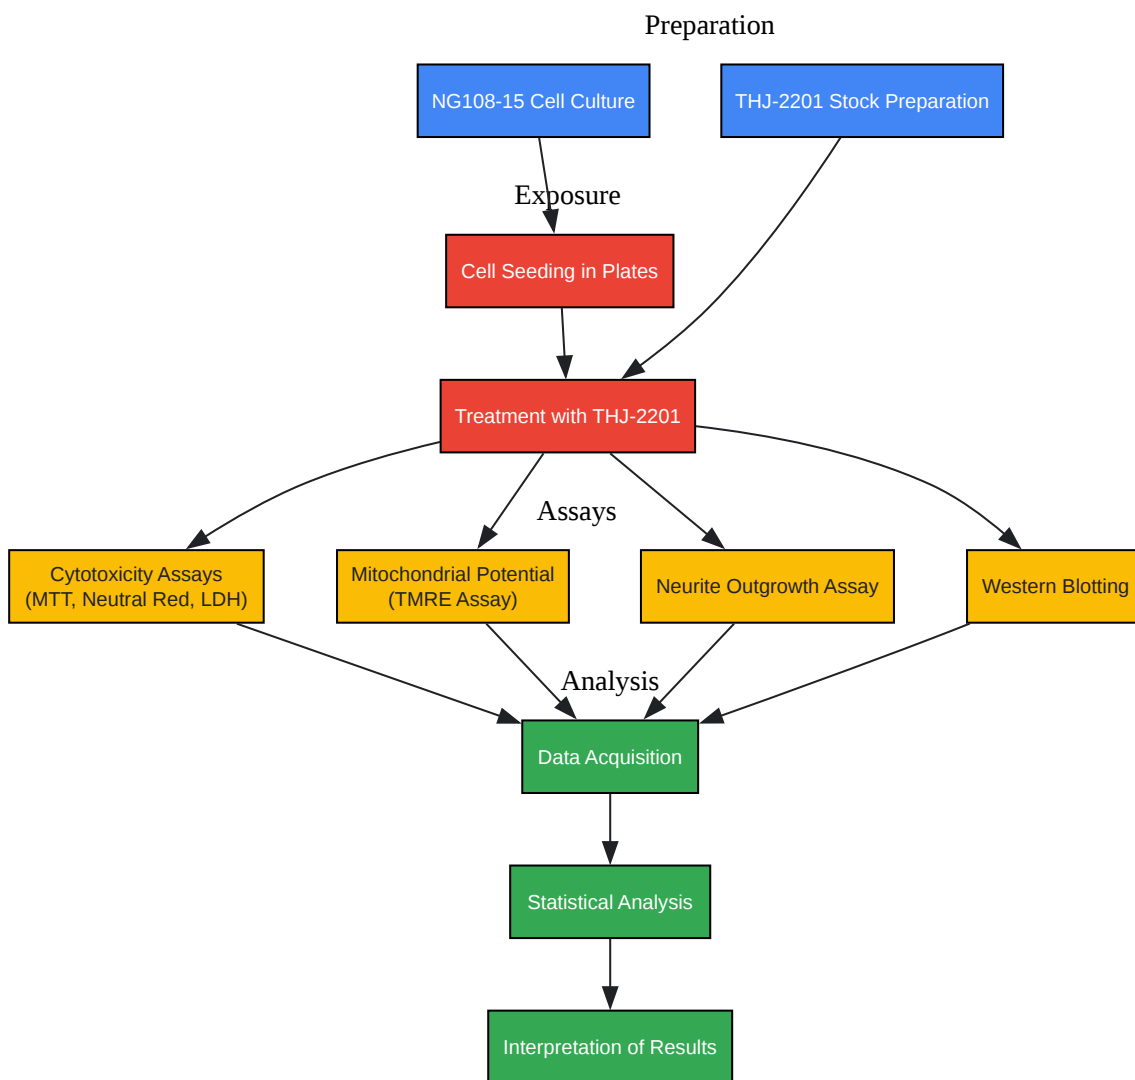 Preparation
NG108-15 Cell Culture
THJ-2201 Stock Preparation
Exposure
Cell Seeding in Plates
Treatment with THJ-2201
Assays
Cytotoxicity Assays
(MTT, Neutral Red, LDH)
Mitochondrial Potential
(TMRE Assay)
Neurite Outgrowth Assay
Western Blotting
Analysis
Data Acquisition
Statistical Analysis
Interpretation of Results